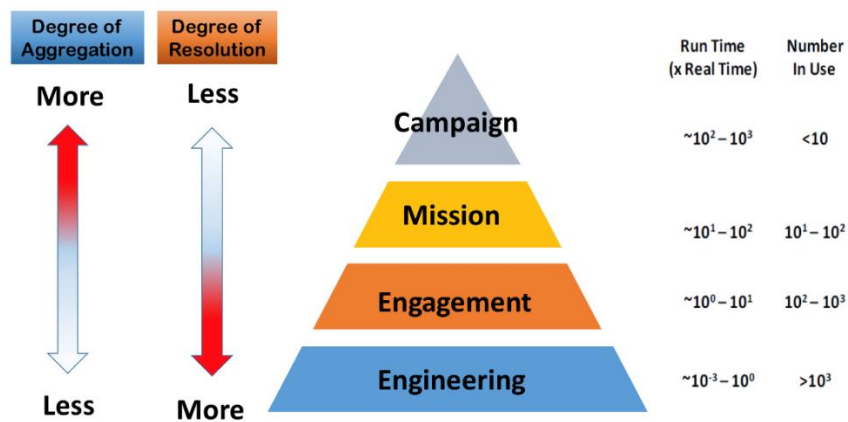 Degree of
Aggregation
Degree of
Resolution
Run Time
(x Real Time)
Number
In Use
More
Less
Campaign
~10² – 10³
<10
Mission
~10¹ – 10²
10¹ – 10²
Engagement
~10⁰ – 10¹
10² – 10³
Engineering
~10⁻³ – 10⁰
>10³
Less
More